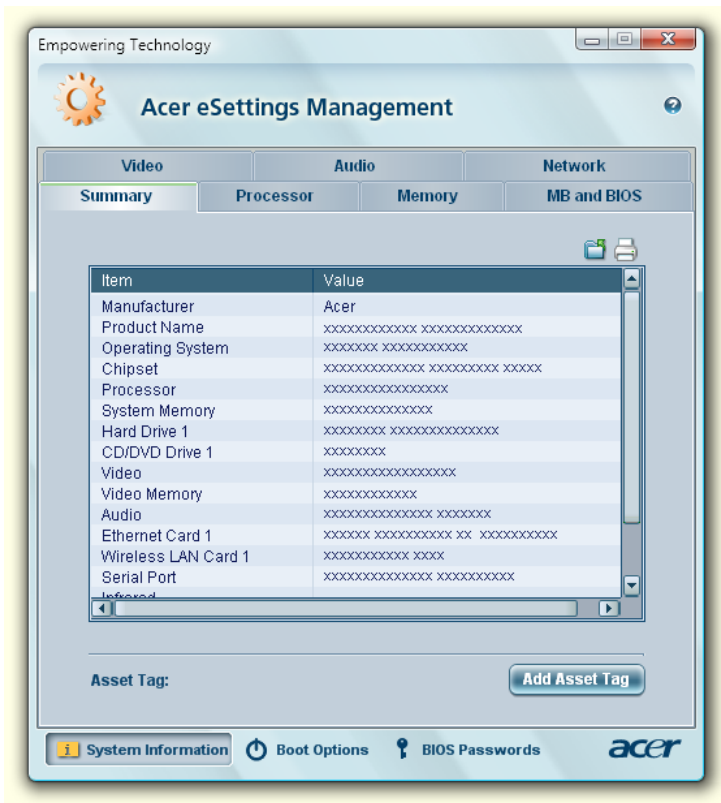 Empowering Technology
Acer eSettings Management
Video Audio Network
Summary Processor Memory MB and BIOS
Item Value
Manufacturer Acer
Product Name xxxxxxxxxxxx xxxxxxxxxxxxx
Operating System xxxxxxx xxxxxxxxxxx
Chipset xxxxxxxxxxxxx xxxxxxxxx xxxxx
Processor xxxxxxxxxxxxxxxx
System Memory xxxxxxxxxxxxxx
Hard Drive 1 xxxxxxxx xxxxxxxxxxxxxx
CD/DVD Drive 1 xxxxxxxx
Video xxxxxxxxxxxxxxxxx
Video Memory xxxxxxxxxxxx
Audio xxxxxxxxxxxxxx xxxxxxx
Ethernet Card 1 xxxxxx xxxxxxxxxx xx xxxxxxxxxx
Wireless LAN Card 1 xxxxxxxxxxx xxxx
Serial Port xxxxxxxxxxxxxx xxxxxxxxxx
Infrared
Asset Tag: Add Asset Tag
System Information Boot Options BIOS Passwords acer